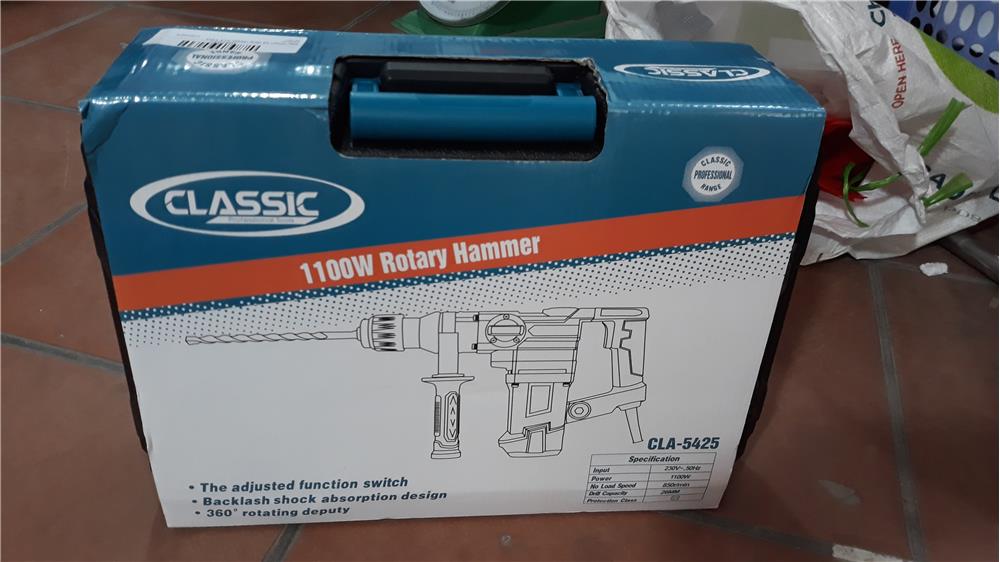 CLASSIC
PROFESSIONAL
CLASSIC
OPEN HERE
CLASSIC
PROFESSIONAL
RANGE
CLASSIC
Professional Tools
1100W Rotary Hammer
CLA-5425
Specification
Input 230V~,50Hz
Power 1100W
No Load Speed 850r/min
Drill Capacity 26MM
Protection Class
• The adjusted function switch
• Backlash shock absorption design
• 360° rotating deputy